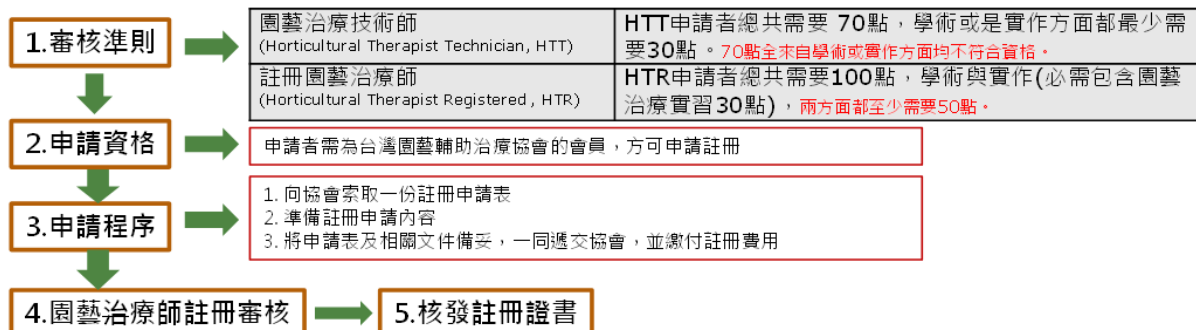 1.審核準則
園藝治療技術師
(Horticultural Therapist Technician, HTT)
HTT申請者總共需要 70點，學術或是實作方面都最少需
要30點。70點全來自學術或實作方面均不符合資格。
註冊園藝治療師
(Horticultural Therapist Registered , HTR)
HTR申請者總共需要100點，學術與實作(必需包含園藝
治療實習30點)，兩方面都至少需要50點。
2.申請資格
申請者需為台灣園藝輔助治療協會的會員，方可申請註冊
3.申請程序
1. 向協會索取一份註冊申請表
2. 準備註冊申請內容
3. 將申請表及相關文件備妥，一同遞交協會，並繳付註冊費用
4.園藝治療師註冊審核
5.核發註冊證書